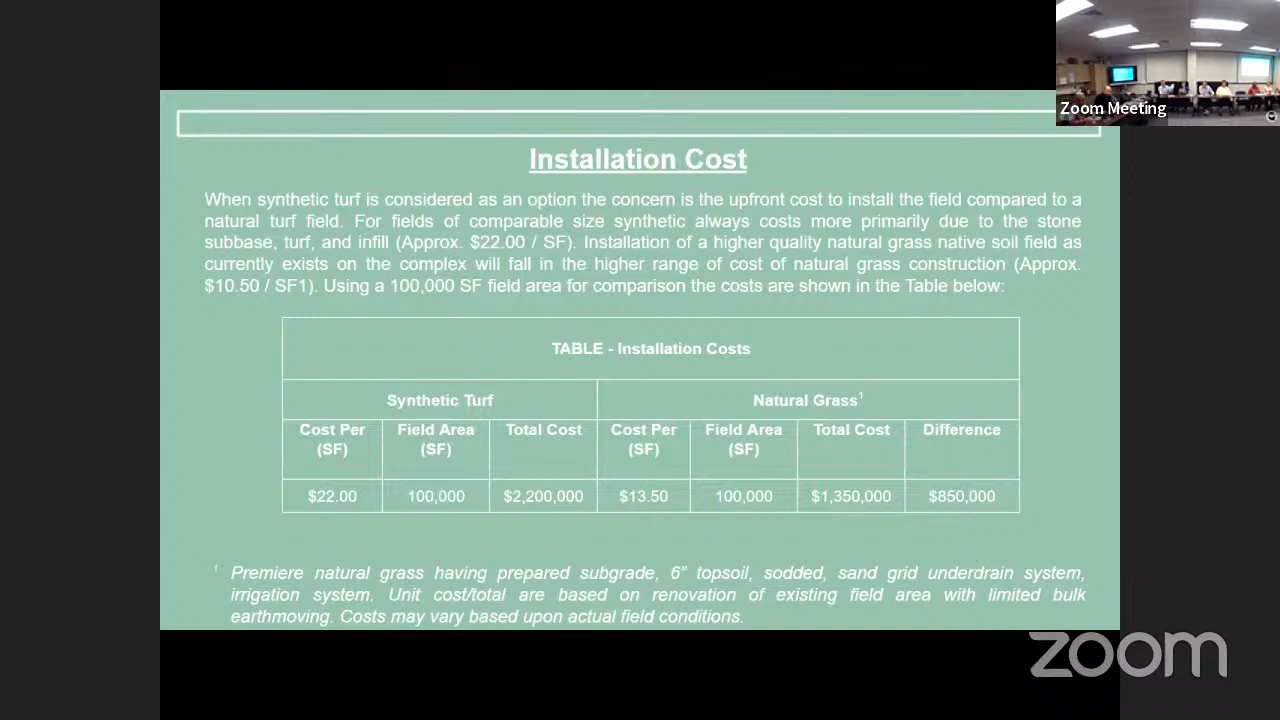 Zoom Meeting
Installation Cost
When synthetic turf is considered as an option the concern is the upfront cost to install the field compared to a
natural turf field. For fields of comparable size synthetic always costs more primarily due to the stone
subbase, turf, and infill (Approx. $22.00 / SF). Installation of a higher quality natural grass native soil field as
currently exists on the complex will fall in the higher range of cost of natural grass construction (Approx.
$10.50 / SF1). Using a 100,000 SF field area for comparison the costs are shown in the Table below:
TABLE - Installation Costs
Synthetic Turf Natural Grass¹
Cost Per (SF) Field Area (SF) Total Cost Cost Per (SF) Field Area (SF) Total Cost Difference
$22.00 100,000 $2,200,000 $13.50 100,000 $1,350,000 $850,000
¹ Premiere natural grass having prepared subgrade, 6” topsoil, sodded, sand grid underdrain system,
irrigation system. Unit cost/total are based on renovation of existing field area with limited bulk
earthmoving. Costs may vary based upon actual field conditions.
zoom